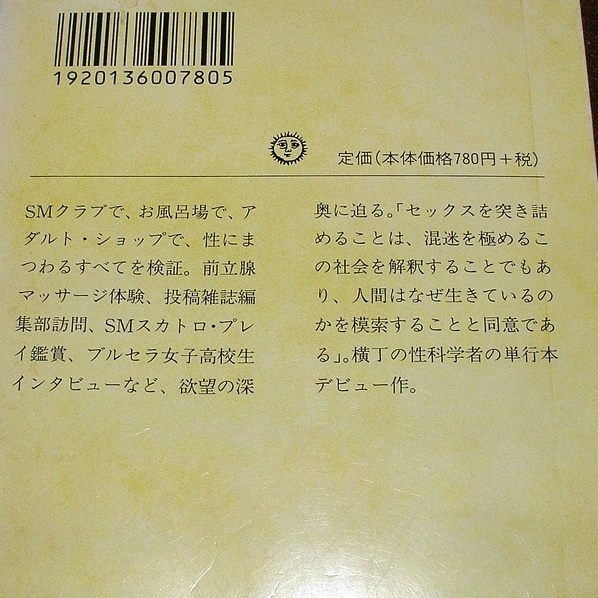 1920136007805
定価(本体価格780円+税)
SMクラブで、お風呂場で、ア
ダルト・ショップで、性にま
つわるすべてを検証。前立腺
マッサージ体験、投稿雑誌編
集部訪問、SMスカトロ・プレ
イ鑑賞、ブルセラ女子高校生
インタビューなど、欲望の深
奥に迫る。「セックスを突き詰
めることは、混迷を極めるこ
の社会を解釈することでもあ
り、人間はなぜ生きているの
かを模索することと同意であ
る」。横丁の性科学者の単行本
デビュー作。